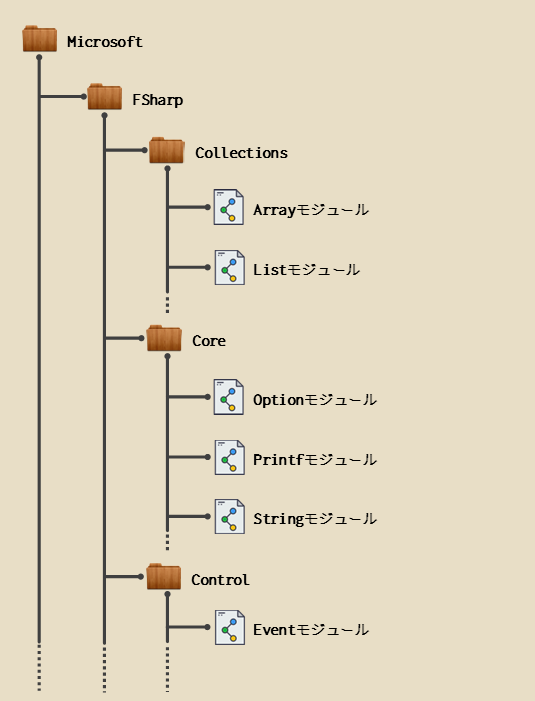 Microsoft
FSharp
Collections
Arrayモジュール
Listモジュール
Core
Optionモジュール
Printfモジュール
Stringモジュール
Control
Eventモジュール